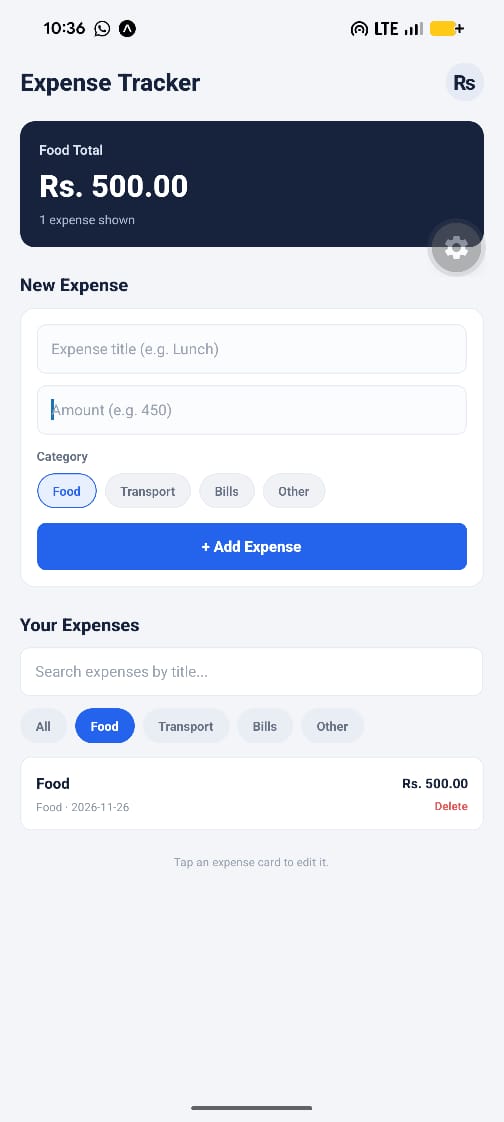 10:36 LTE
Expense Tracker Rs
Food Total
Rs. 500.00
1 expense shown
New Expense
Expense title (e.g. Lunch)
Amount (e.g. 450)
Category
Food Transport Bills Other
+ Add Expense
Your Expenses
Search expenses by title...
All Food Transport Bills Other
Food Rs. 500.00
Food · 2026-11-26 Delete
Tap an expense card to edit it.